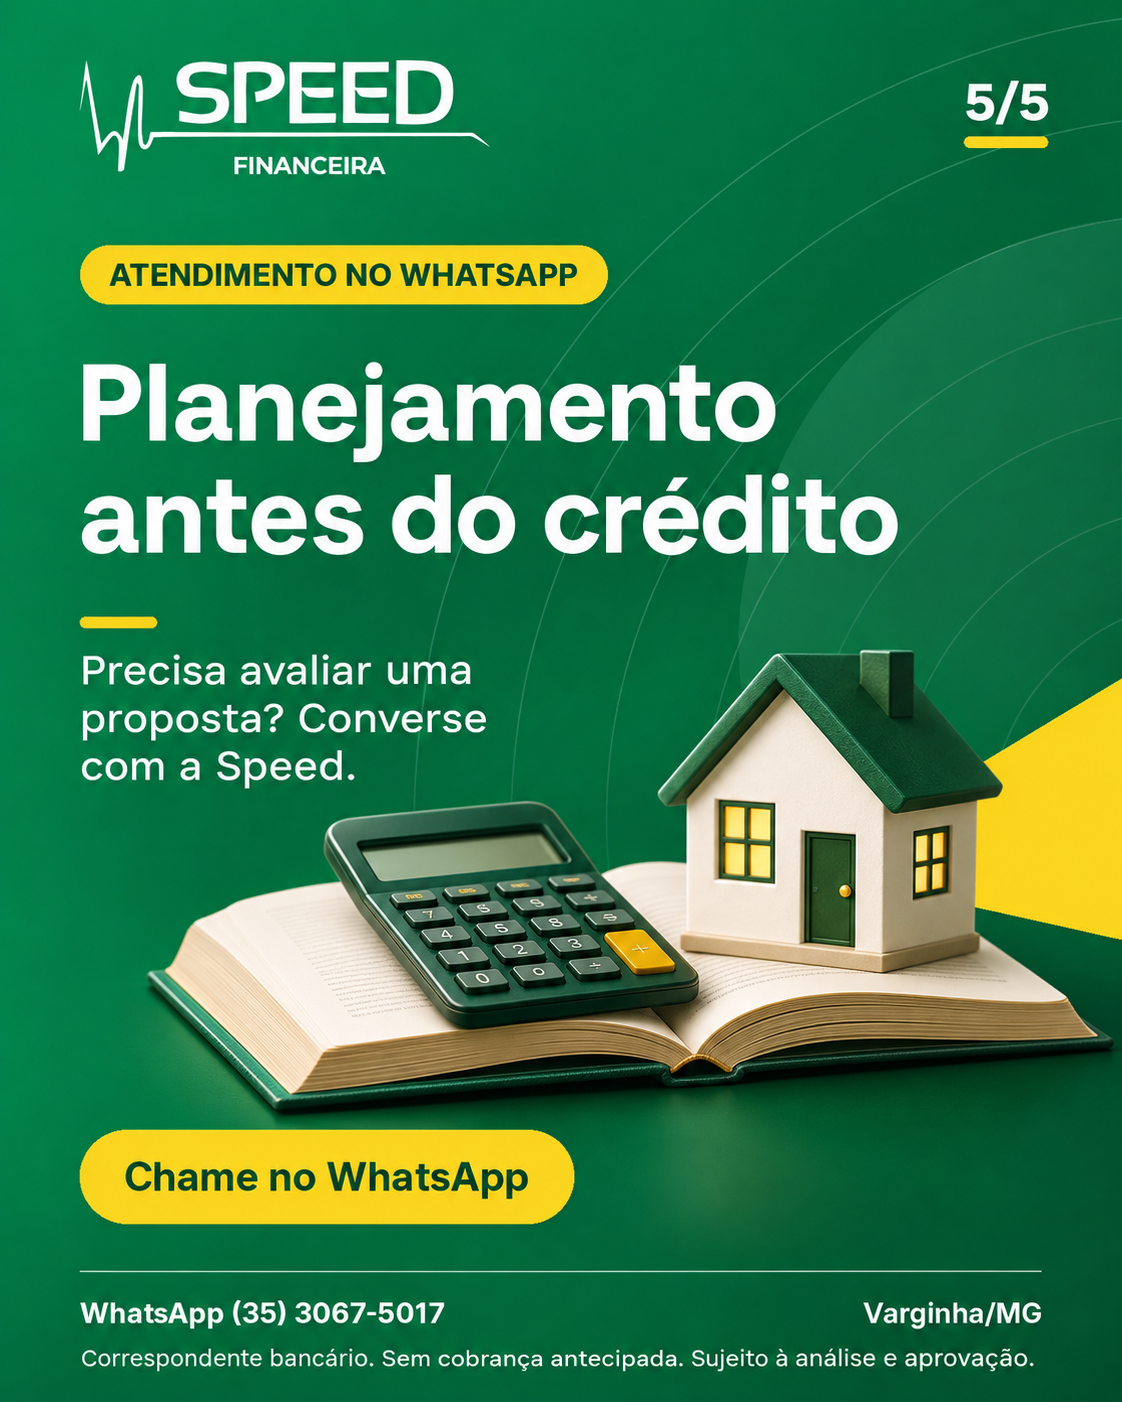 SPEED
FINANCEIRA
5/5
ATENDIMENTO NO WHATSAPP
Planejamento
antes do crédito
Precisa avaliar uma
proposta? Converse
com a Speed.
Chame no WhatsApp
WhatsApp (35) 3067-5017
Varginha/MG
Correspondente bancário. Sem cobrança antecipada. Sujeito à análise e aprovação.